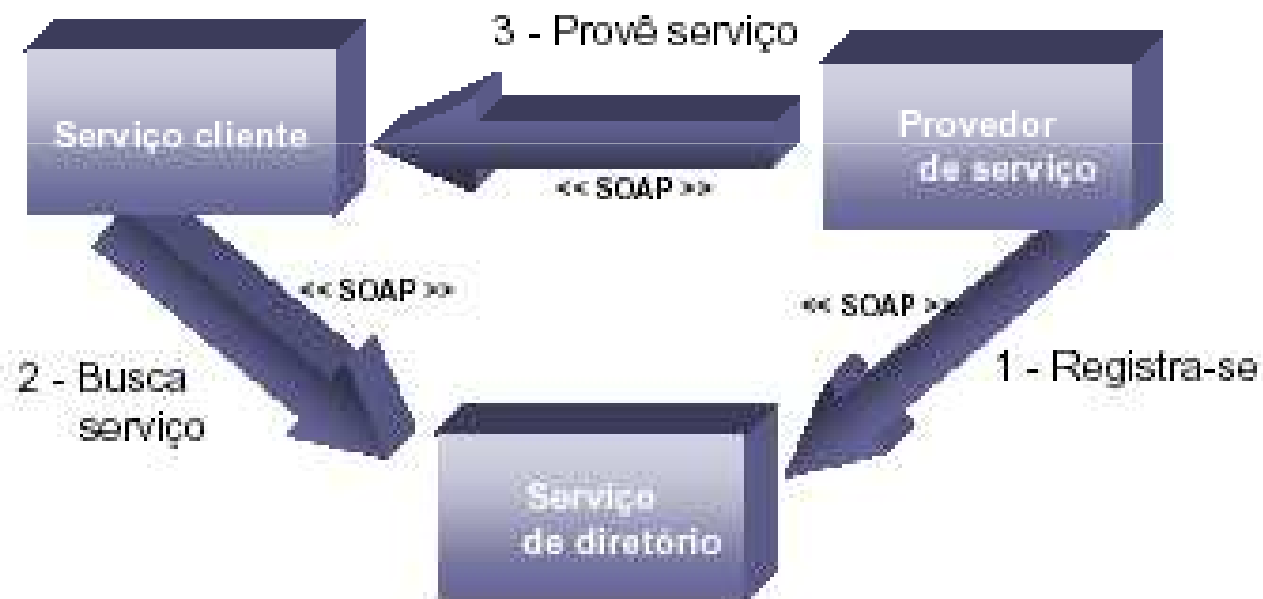 3 - Provê serviço
Serviço cliente
Provedor
de serviço
<< SOAP >>
<< SOAP >>
<< SOAP >>
2 - Busca
serviço
1 - Registra-se
Serviço
de diretório